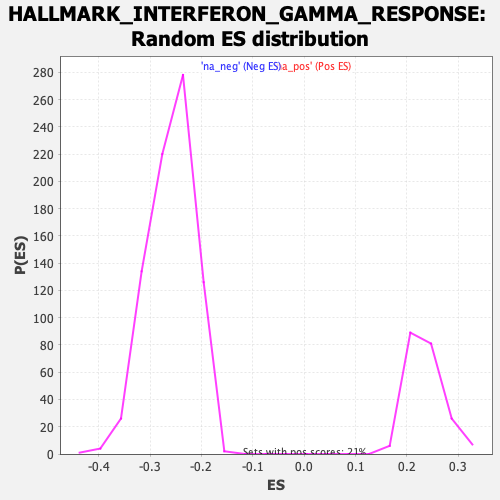 HALLMARK_INTERFERON_GAMMA_RESPONSE:
Random ES distribution
'na_neg' (Neg ES) a_pos' (Pos ES)
280
260
240
220
200
180
160
140
120
100
80
60
40
20
0
P(ES)
Sets with pos scores: 21%
-0.4 -0.3 -0.2 -0.1 0.0 0.1 0.2 0.3
ES